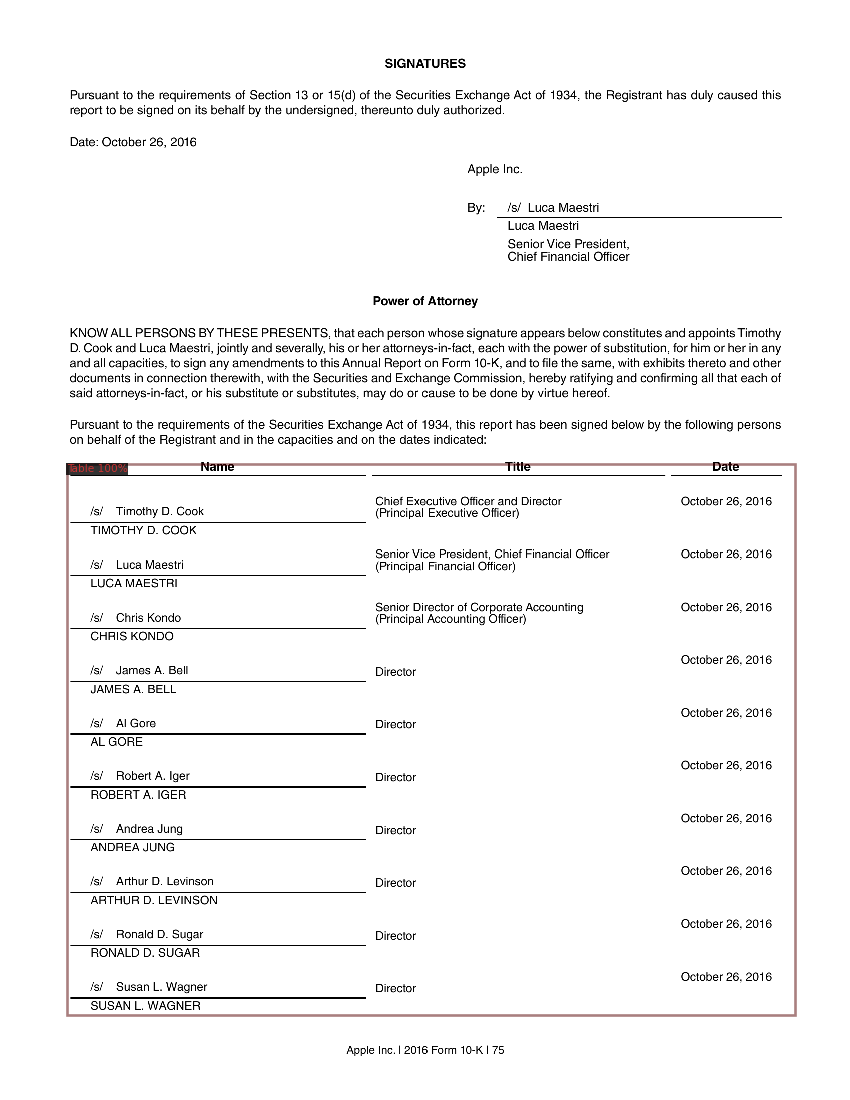 SIGNATURES
Pursuant to the requirements of Section 13 or 15(d) of the Securities Exchange Act of 1934, the Registrant has duly caused this
report to be signed on its behalf by the undersigned, thereunto duly authorized.
Date: October 26, 2016
Apple Inc.
By: /s/ Luca Maestri
Luca Maestri
Senior Vice President,
Chief Financial Officer
Power of Attorney
KNOW ALL PERSONS BY THESE PRESENTS, that each person whose signature appears below constitutes and appoints Timothy
D. Cook and Luca Maestri, jointly and severally, his or her attorneys-in-fact, each with the power of substitution, for him or her in any
and all capacities, to sign any amendments to this Annual Report on Form 10-K, and to file the same, with exhibits thereto and other
documents in connection therewith, with the Securities and Exchange Commission, hereby ratifying and confirming all that each of
said attorneys-in-fact, or his substitute or substitutes, may do or cause to be done by virtue hereof.
Pursuant to the requirements of the Securities Exchange Act of 1934, this report has been signed below by the following persons
on behalf of the Registrant and in the capacities and on the dates indicated:
Table 100% Name Title Date
Chief Executive Officer and Director October 26, 2016
/s/ Timothy D. Cook (Principal Executive Officer)
TIMOTHY D. COOK
Senior Vice President, Chief Financial Officer October 26, 2016
/s/ Luca Maestri (Principal Financial Officer)
LUCA MAESTRI
Senior Director of Corporate Accounting October 26, 2016
/s/ Chris Kondo (Principal Accounting Officer)
CHRIS KONDO
October 26, 2016
/s/ James A. Bell Director
JAMES A. BELL
October 26, 2016
/s/ Al Gore Director
AL GORE
October 26, 2016
/s/ Robert A. Iger Director
ROBERT A. IGER
October 26, 2016
/s/ Andrea Jung Director
ANDREA JUNG
October 26, 2016
/s/ Arthur D. Levinson Director
ARTHUR D. LEVINSON
October 26, 2016
/s/ Ronald D. Sugar Director
RONALD D. SUGAR
October 26, 2016
/s/ Susan L. Wagner Director
SUSAN L. WAGNER
Apple Inc. | 2016 Form 10-K | 75